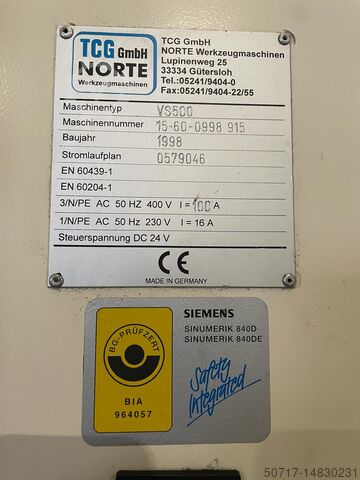 TCG GmbH
NORTE
Werkzeugmaschinen
TCG GmbH
NORTE Werkzeugmaschinen
Lupinenweg 25
33334 Gütersloh
Tel.:05241/9404-0
Fax:05241/9404-22/55
Maschinentyp VS500
Maschinennummer 15-60-0998 915
Baujahr 1998
Stromlaufplan 0579046
EN 60439-1
EN 60204-1
3/N/PE AC 50 HZ 400 V I = 100 A
1/N/PE AC 50 Hz 230 V I = 16 A
Steuerspannung DC 24 V
CE
MADE IN GERMANY
BG-PRÜFZERT
BIA
964057
SIEMENS
SINUMERIK 840D
SINUMERIK 840DE
Safety
Integrated
50717-14830231